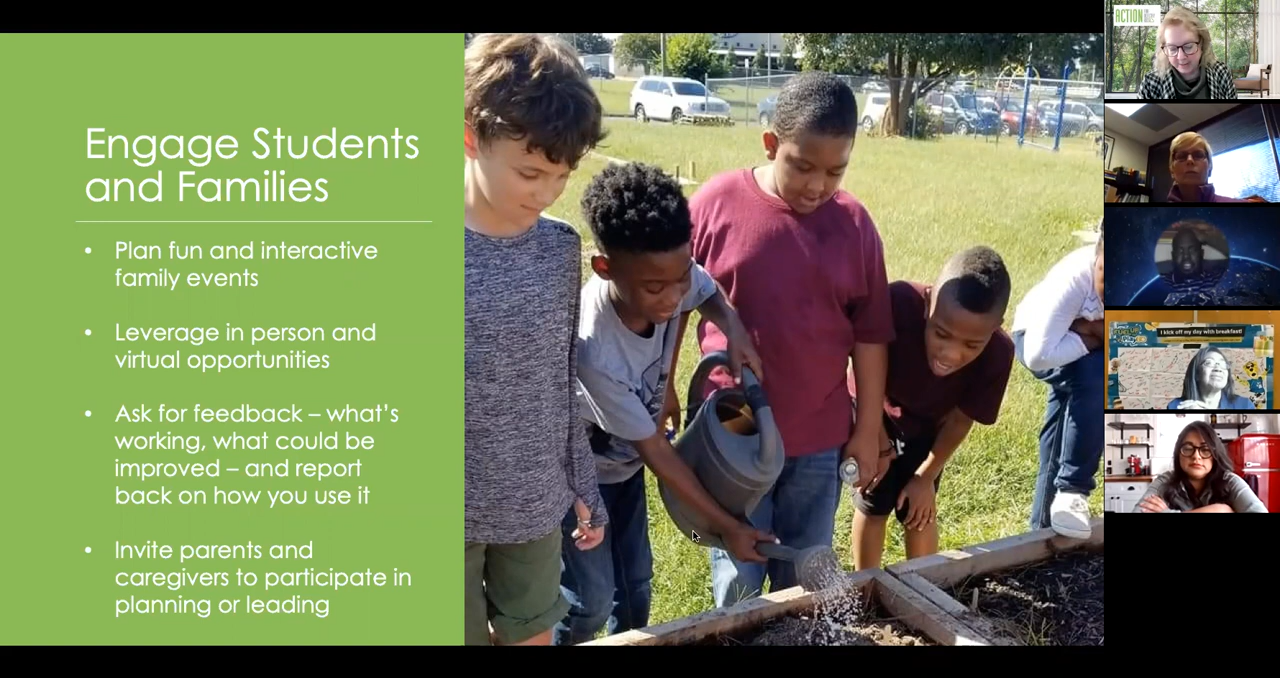 Engage Students
and Families
• Plan fun and interactive
family events
• Leverage in person and
virtual opportunities
• Ask for feedback – what’s
working, what could be
improved – and report
back on how you use it
• Invite parents and
caregivers to participate in
planning or leading
ACTION
I kick off my day with breakfast!